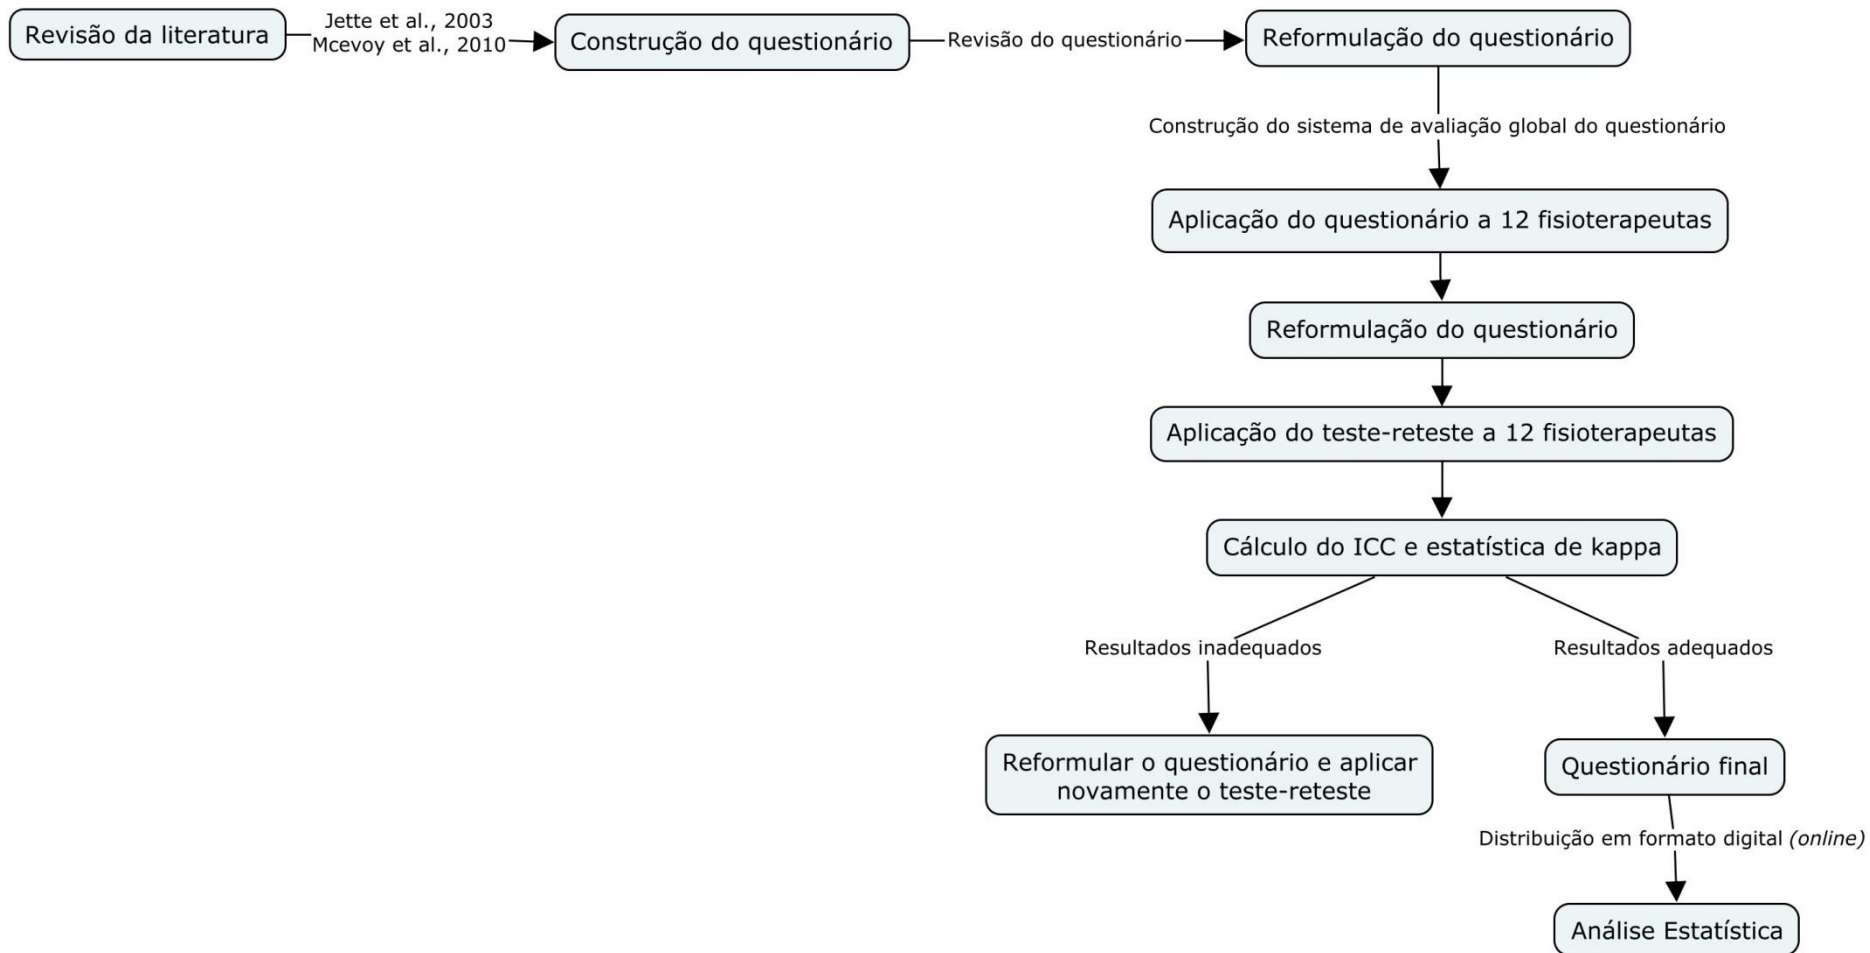 Revisão da literatura
Jette et al., 2003
Mcevoy et al., 2010
Construção do questionário
Revisão do questionário
Reformulação do questionário
Construção do sistema de avaliação global do questionário
Aplicação do questionário a 12 fisioterapeutas
Reformulação do questionário
Aplicação do teste-reteste a 12 fisioterapeutas
Cálculo do ICC e estatística de kappa
Resultados inadequados
Resultados adequados
Reformular o questionário e aplicar
novamente o teste-reteste
Questionário final
Distribuição em formato digital (online)
Análise Estatística